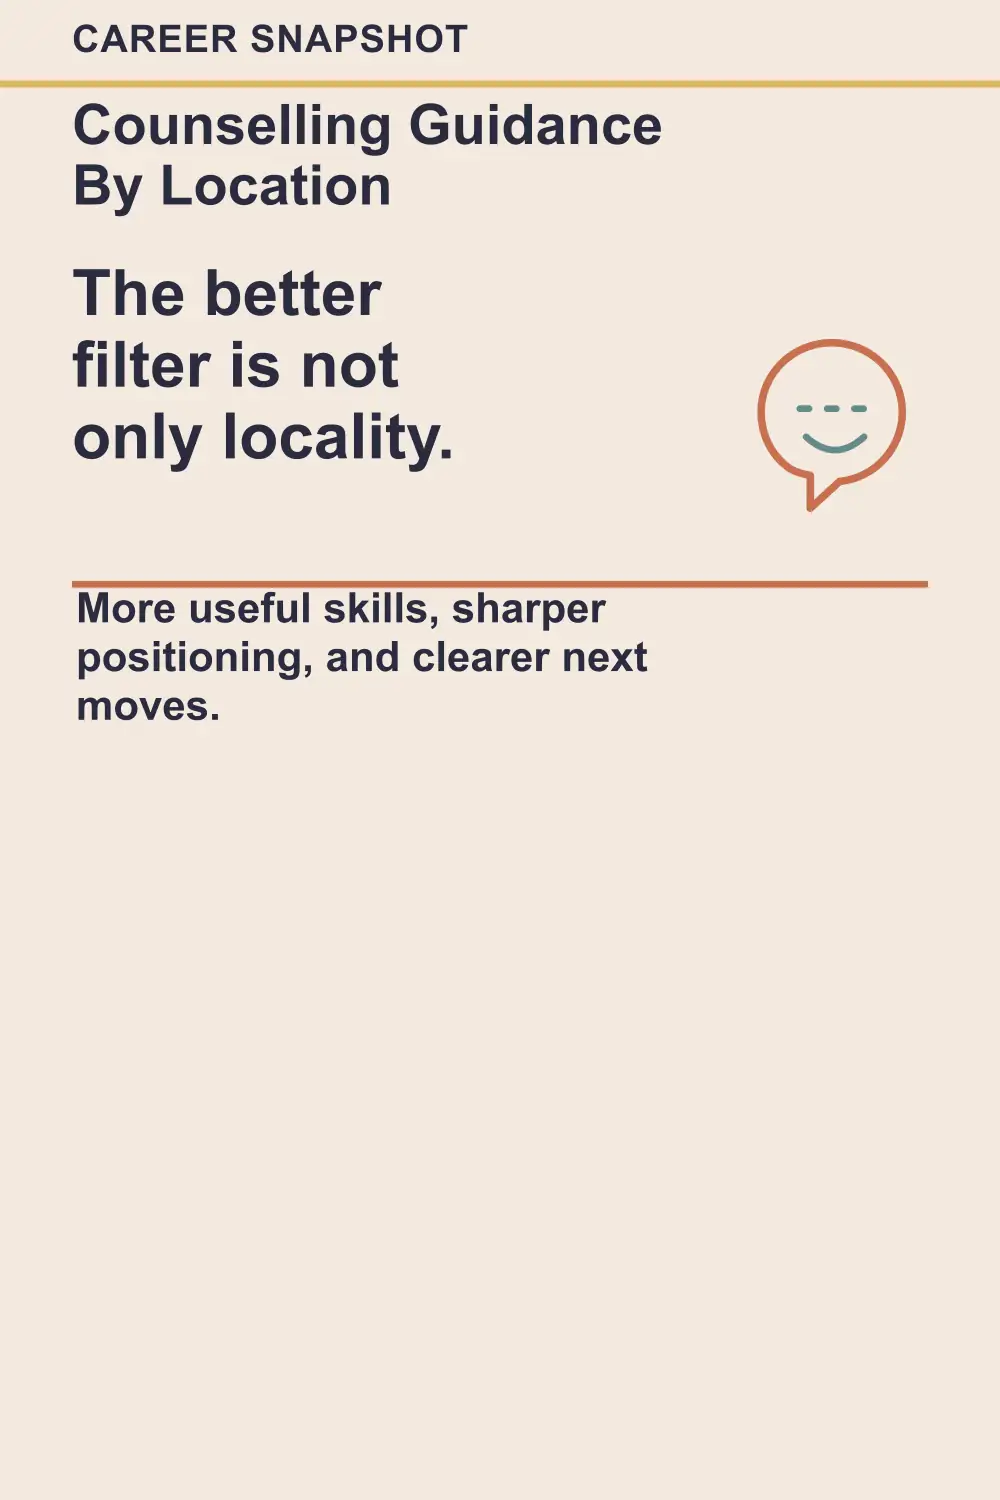 CAREER SNAPSHOT
Counselling Guidance
By Location
The better
filter is not
only locality.
More useful skills, sharper
positioning, and clearer next
moves.